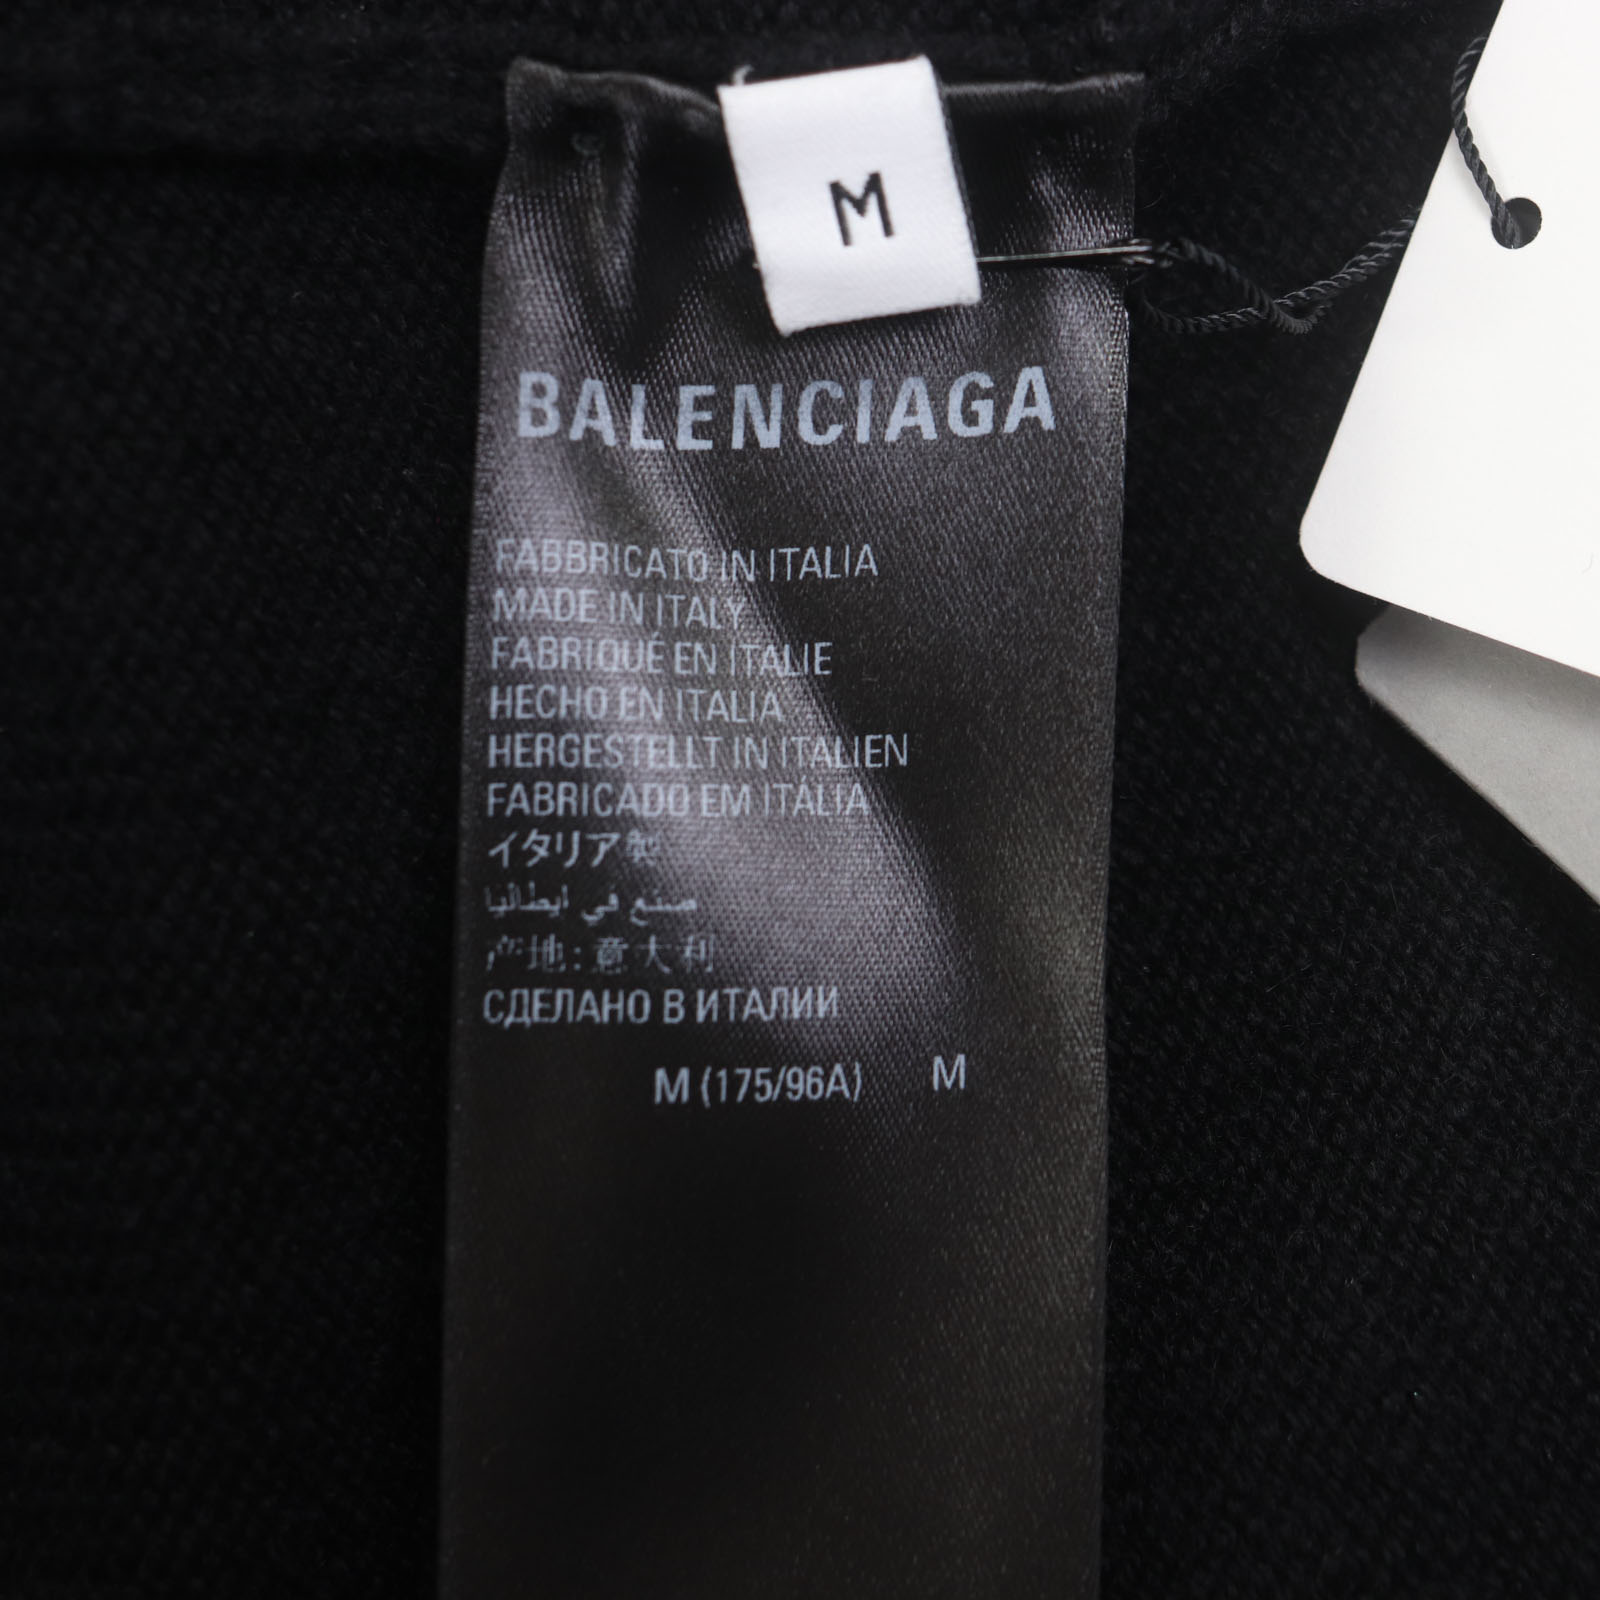 M
BALENCIAGA
FABBRICATO IN ITALIA
MADE IN ITALY
FABRIQUÉ EN ITALIE
HECHO EN ITALIA
HERGESTELLT IN ITALIEN
FABRICADO EM ITÁLIA
イタリア製
صنع في ايطاليا
产地:意大利
СДЕЛАНО В ИТАЛИИ
M (175/96A) M